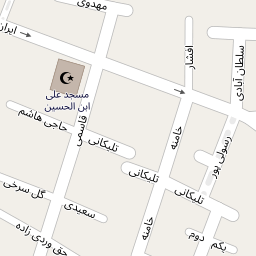 مهدوی
ایران
افشار
سلطان آبادی
مسجد علی
ابن الحسین
قاسمی
حاجی هاشم
خامنه
رسولی پور
تلیکانی
تلیکانی
تلیکانی
گل سرخی
سعیدی
خامنه
دوم
یکم
حق وردی زاده